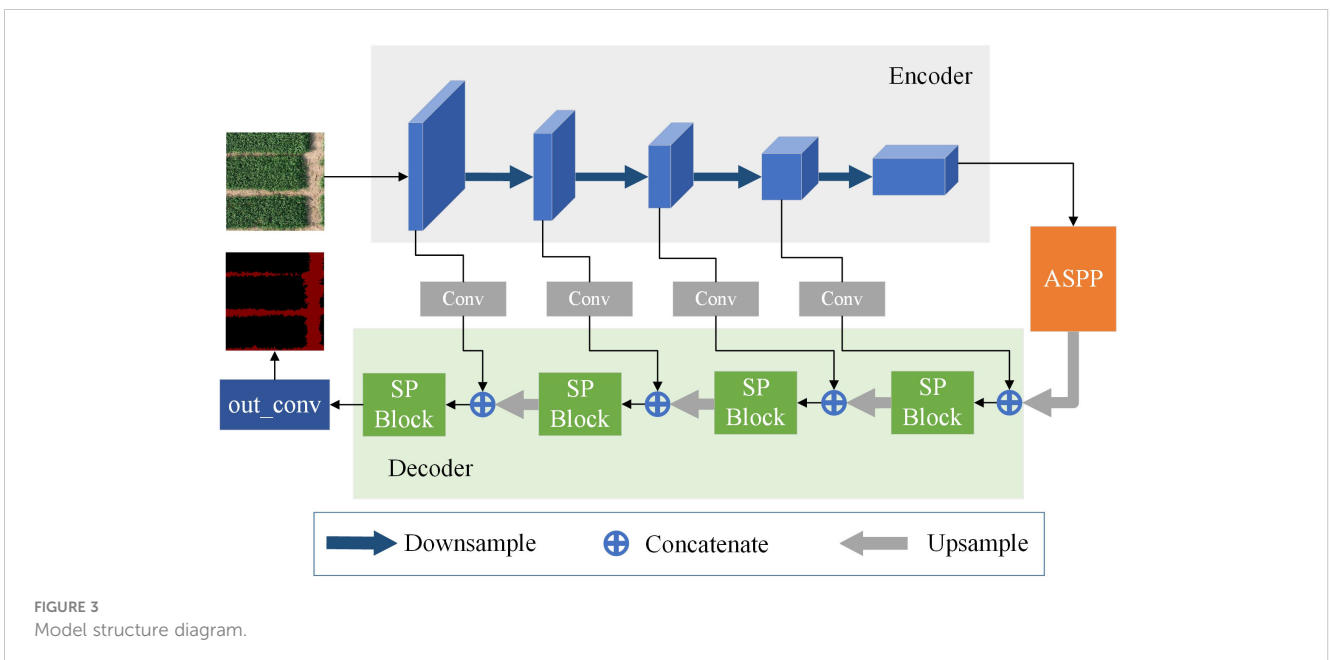 Encoder
ASPP
Conv Conv Conv Conv
SP Block
SP Block
SP Block
SP Block
out_conv
Decoder
Downsample
Concatenate
Upsample
FIGURE 3
Model structure diagram.